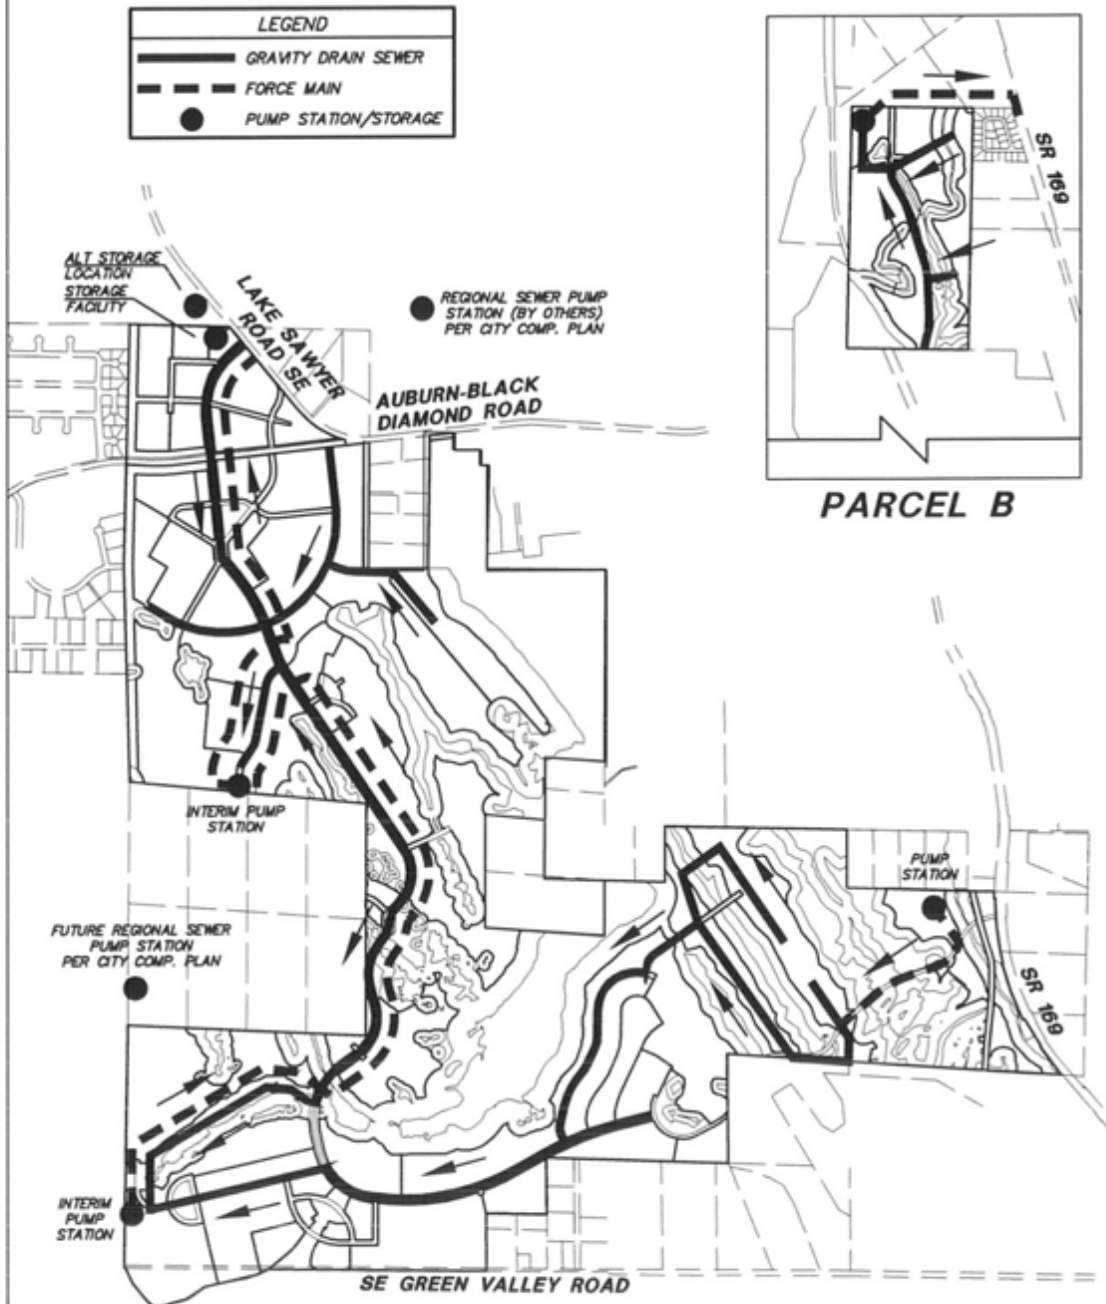 LEGEND
GRAVITY DRAIN SEWER
FORCE MAIN
PUMP STATION/STORAGE
SR 169
ALT STORAGE
LOCATION
STORAGE
FACILITY
LAKE SAWYER
ROAD SE
REGIONAL SEWER PUMP
STATION (BY OTHERS)
PER CITY COMP. PLAN
AUBURN-BLACK
DIAMOND ROAD
PARCEL B
INTERIM PUMP
STATION
PUMP
STATION
FUTURE REGIONAL SEWER
PUMP STATION
PER CITY COMP. PLAN
SR 169
INTERIM
PUMP
STATION
SE GREEN VALLEY ROAD